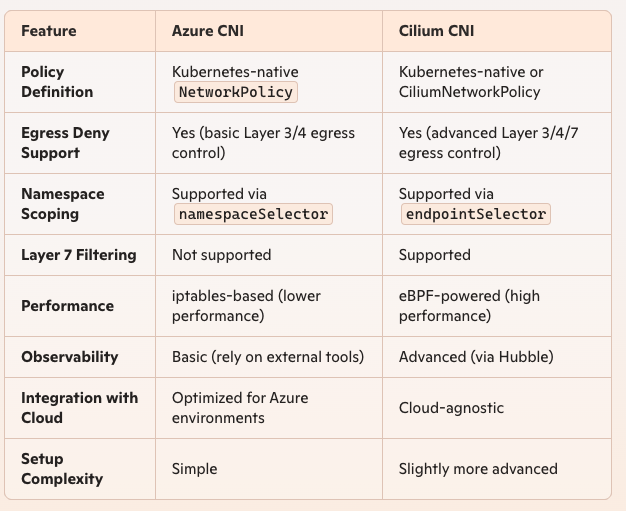 Feature Azure CNI Cilium CNI
Policy Definition
Kubernetes-native NetworkPolicy
Kubernetes-native or CiliumNetworkPolicy
Egress Deny Support
Yes (basic Layer 3/4 egress control)
Yes (advanced Layer 3/4/7 egress control)
Namespace Scoping
Supported via namespaceSelector
Supported via endpointSelector
Layer 7 Filtering
Not supported
Supported
Performance
iptables-based (lower performance)
eBPF-powered (high performance)
Observability
Basic (rely on external tools)
Advanced (via Hubble)
Integration with Cloud
Optimized for Azure environments
Cloud-agnostic
Setup Complexity
Simple
Slightly more advanced